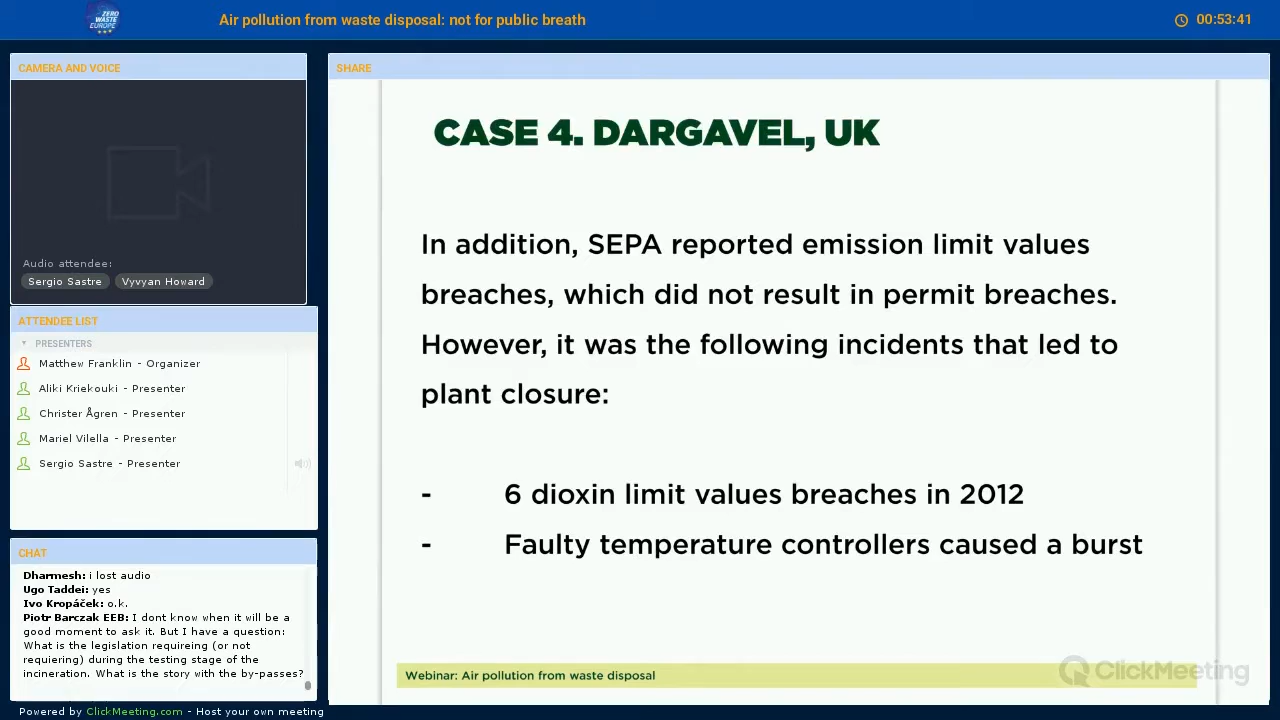 ZERO WASTE EUROPE
Air pollution from waste disposal: not for public breath
00:53:41
CAMERA AND VOICE
Audio attendee:
Sergio Sastre
Vyvyan Howard
ATTENDEE LIST
PRESENTERS
Matthew Franklin - Organizer
Aliki Kriekouki - Presenter
Christer Ågren - Presenter
Mariel Vilella - Presenter
Sergio Sastre - Presenter
CHAT
Dharmesh: i lost audio
Ugo Taddei: yes
Ivo Kropáček: o.k.
Piotr Barczak EEB: I dont know when it will be a
good moment to ask it. But I have a question:
What is the legislation requireing (or not
requiering) during the testing stage of the
incineration. What is the story with the by-passes?
Powered by ClickMeeting.com - Host your own meeting
SHARE
CASE 4. DARGAVEL, UK
In addition, SEPA reported emission limit values
breaches, which did not result in permit breaches.
However, it was the following incidents that led to
plant closure:
- 6 dioxin limit values breaches in 2012
- Faulty temperature controllers caused a burst
Webinar: Air pollution from waste disposal
ClickMeeting